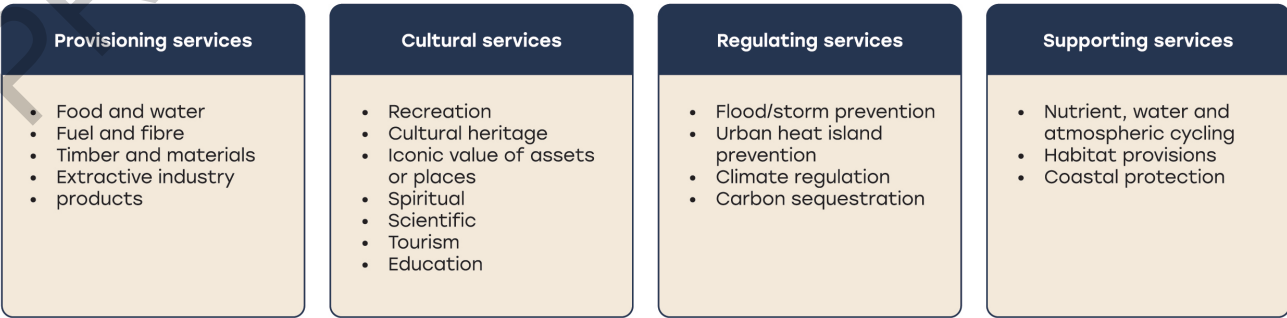 Provisioning services
• Food and water
• Fuel and fibre
• Timber and materials
• Extractive industry
• products
Cultural services
• Recreation
• Cultural heritage
• Iconic value of assets
or places
• Spiritual
• Scientific
• Tourism
• Education
Regulating services
• Flood/storm prevention
• Urban heat island
prevention
• Climate regulation
• Carbon sequestration
Supporting services
• Nutrient, water and
atmospheric cycling
• Habitat provisions
• Coastal protection